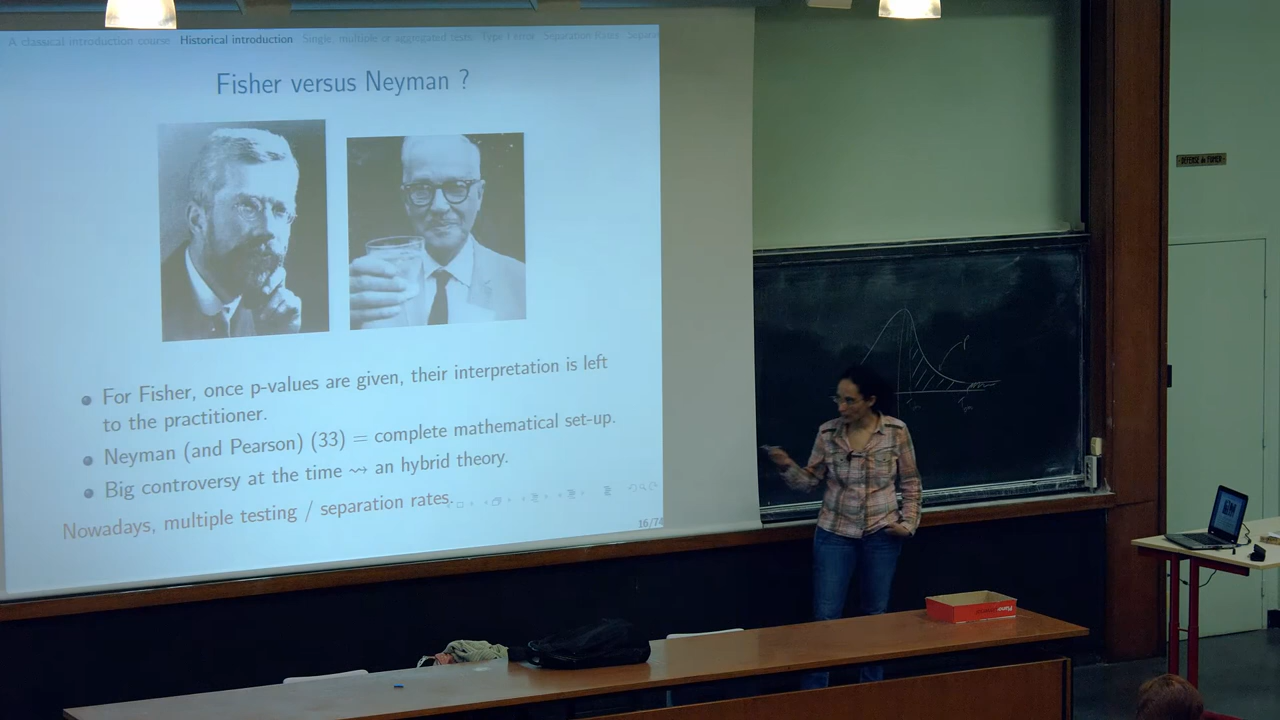 A classical introduction course Historical introduction Single, multiple or aggregated tests Type I Error Separation Rates
Fisher versus Neyman ?
For Fisher, once p-values are given, their interpretation is left
to the practitioner.
Neyman (and Pearson) (33) = complete mathematical set-up.
Big controversy at the time ⇝ an hybrid theory.
Nowadays, multiple testing / separation rates.
16/74
DEFENSE de FUMER